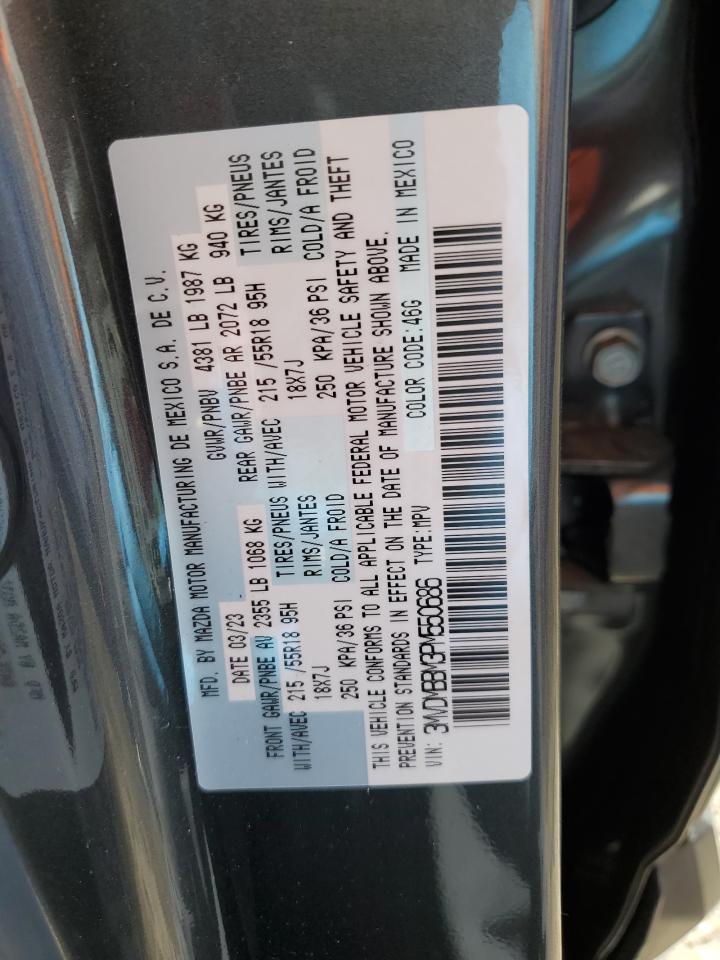 MFD. BY MAZDA MOTOR MANUFACTURING DE MEXICO S.A. DE C.V.
DATE 03/23 GVWR/PNBV 4381 LB 1987 KG
FRONT GAWR/PNBE AV 2355 LB 1068 KG REAR GAWR/PNBE AR 2072 LB 940 KG
WITH/AVEC 215 /55R18 95H TIRES/PNEUS WITH/AVEC 215 /55R18 95H TIRES/PNEUS
18X7J RIMS/JANTES 18X7J RIMS/JANTES
250 KPA/36 PSI COLD/A FROID 250 KPA/36 PSI COLD/A FROID
THIS VEHICLE CONFORMS TO ALL APPLICABLE FEDERAL MOTOR VEHICLE SAFETY AND THEFT
PREVENTION STANDARDS IN EFFECT ON THE DATE OF MANUFACTURE SHOWN ABOVE.
VIN: 3MVDMBBM3PM550686 TYPE:MPV COLOR CODE:46G MADE IN MEXICO